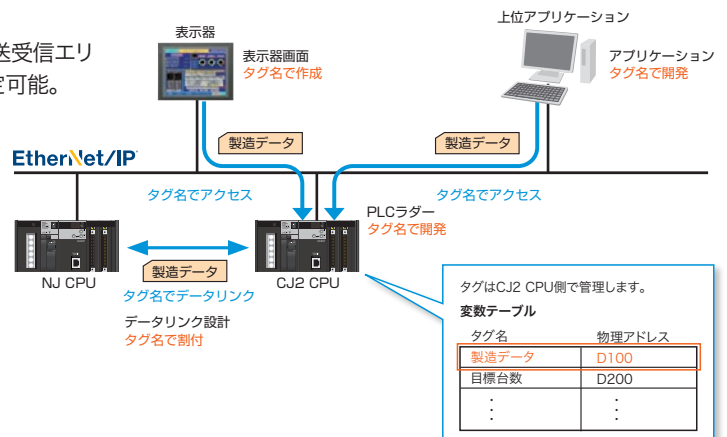 送受信エリ
定可能。
表示器
表示器画面
タグ名で作成
上位アプリケーション
アプリケーション
タグ名で開発
製造データ
製造データ
EtherNet/IP
タグ名でアクセス
タグ名でアクセス
PLCラダー
タグ名で開発
NJ CPU
製造データ
CJ2 CPU
タグ名でデータリンク
データリンク設計
タグ名で割付
タグはCJ2 CPU側で管理します。
変数テーブル
タグ名 物理アドレス
製造データ D100
目標台数 D200
： ：